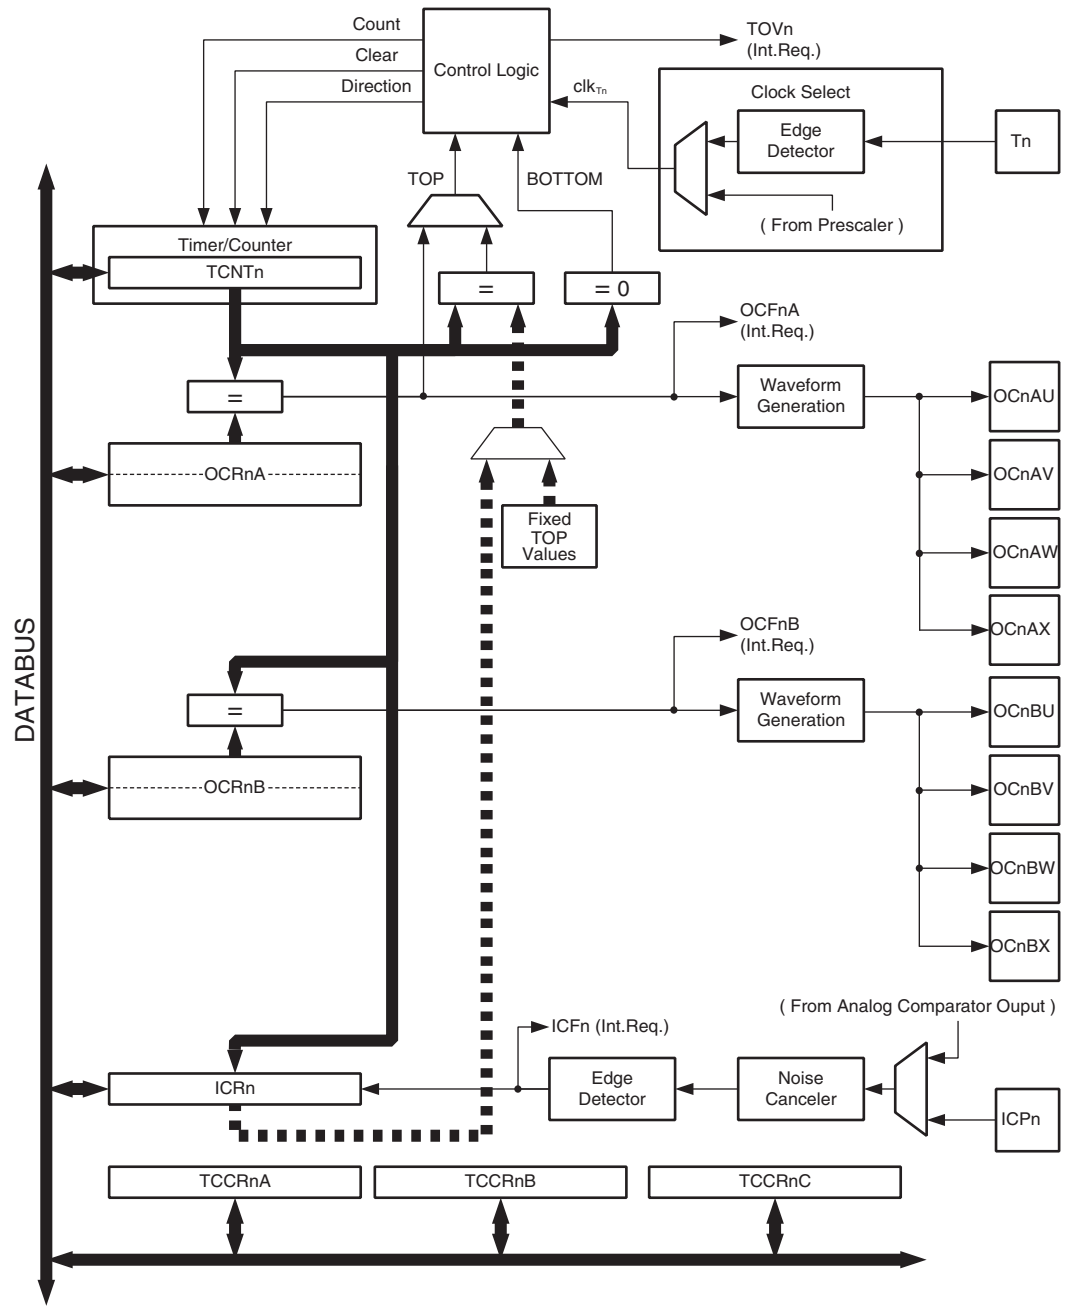 Count
Clear
Direction
Control Logic
TOVn
(Int.Req.)
clkTn
Clock Select
Edge
Detector
Tn
( From Prescaler )
TOP
BOTTOM
Timer/Counter
TCNTn
=
= 0
OCFnA
(Int.Req.)
=
Waveform
Generation
OCnAU
OCRnA
OCnAV
Fixed
TOP
Values
OCnAW
OCnAX
DATABUS
OCFnB
(Int.Req.)
=
Waveform
Generation
OCnBU
OCRnB
OCnBV
OCnBW
OCnBX
( From Analog Comparator Ouput )
ICFn (Int.Req.)
ICRn
Edge
Detector
Noise
Canceler
ICPn
TCCRnA
TCCRnB
TCCRnC